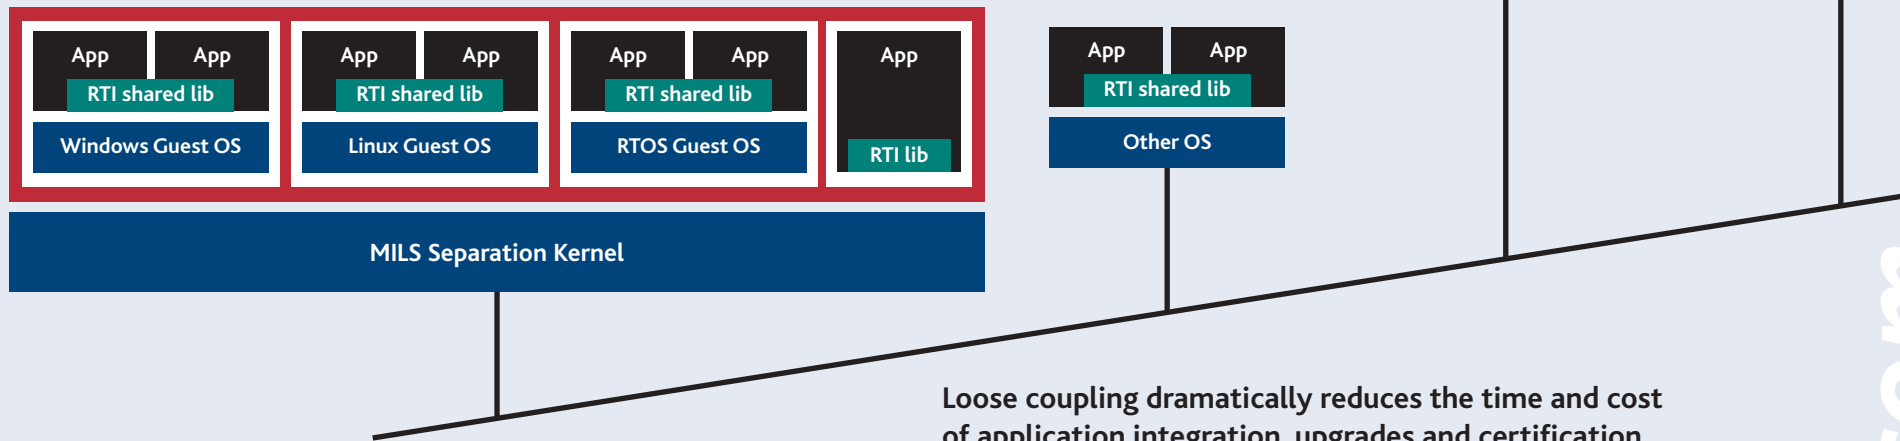 App App
RTI shared lib
Windows Guest OS
App App
RTI shared lib
Linux Guest OS
App App
RTI shared lib
RTOS Guest OS
App
RTI lib
App App
RTI shared lib
Other OS
MILS Separation Kernel
Loose coupling dramatically reduces the time and cost
of application integration, upgrades and certification